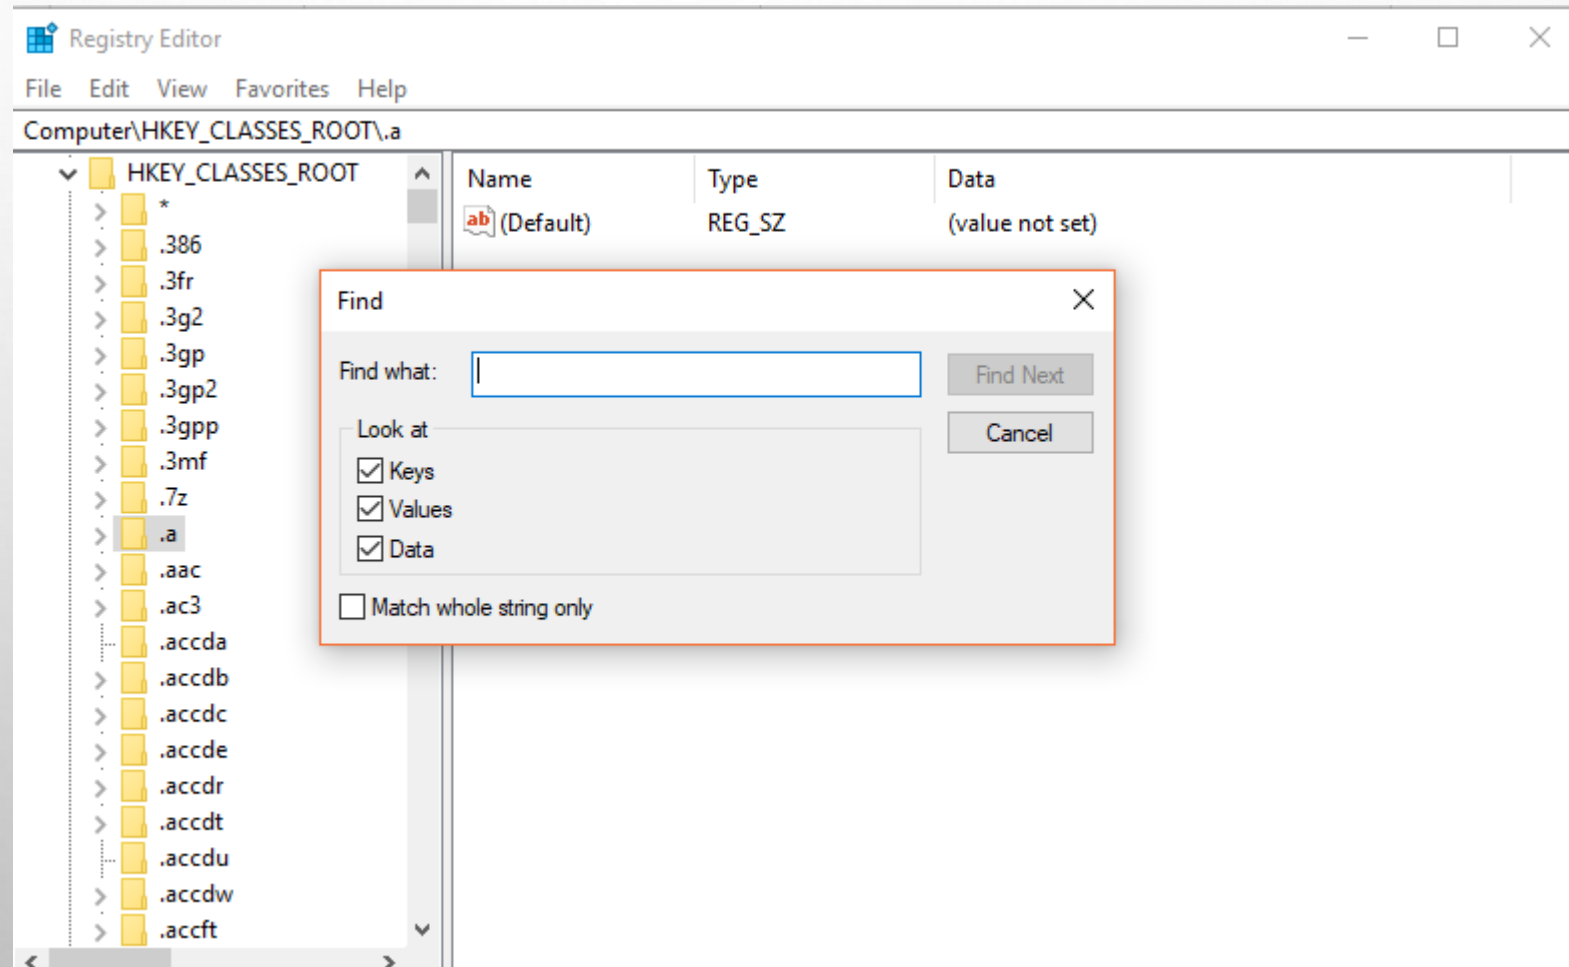 Registry Editor
File Edit View Favorites Help
Computer\HKEY_CLASSES_ROOT\.a
HKEY_CLASSES_ROOT
*
.386
.3fr
.3g2
.3gp
.3gp2
.3gpp
.3mf
.7z
.a
.aac
.ac3
.accda
.accdb
.accdc
.accde
.accdr
.accdt
.accdu
.accdw
.accft
Name Type Data
ab (Default) REG_SZ (value not set)
Find
Find what:
Find Next
Look at
Cancel
Keys
Values
Data
Match whole string only